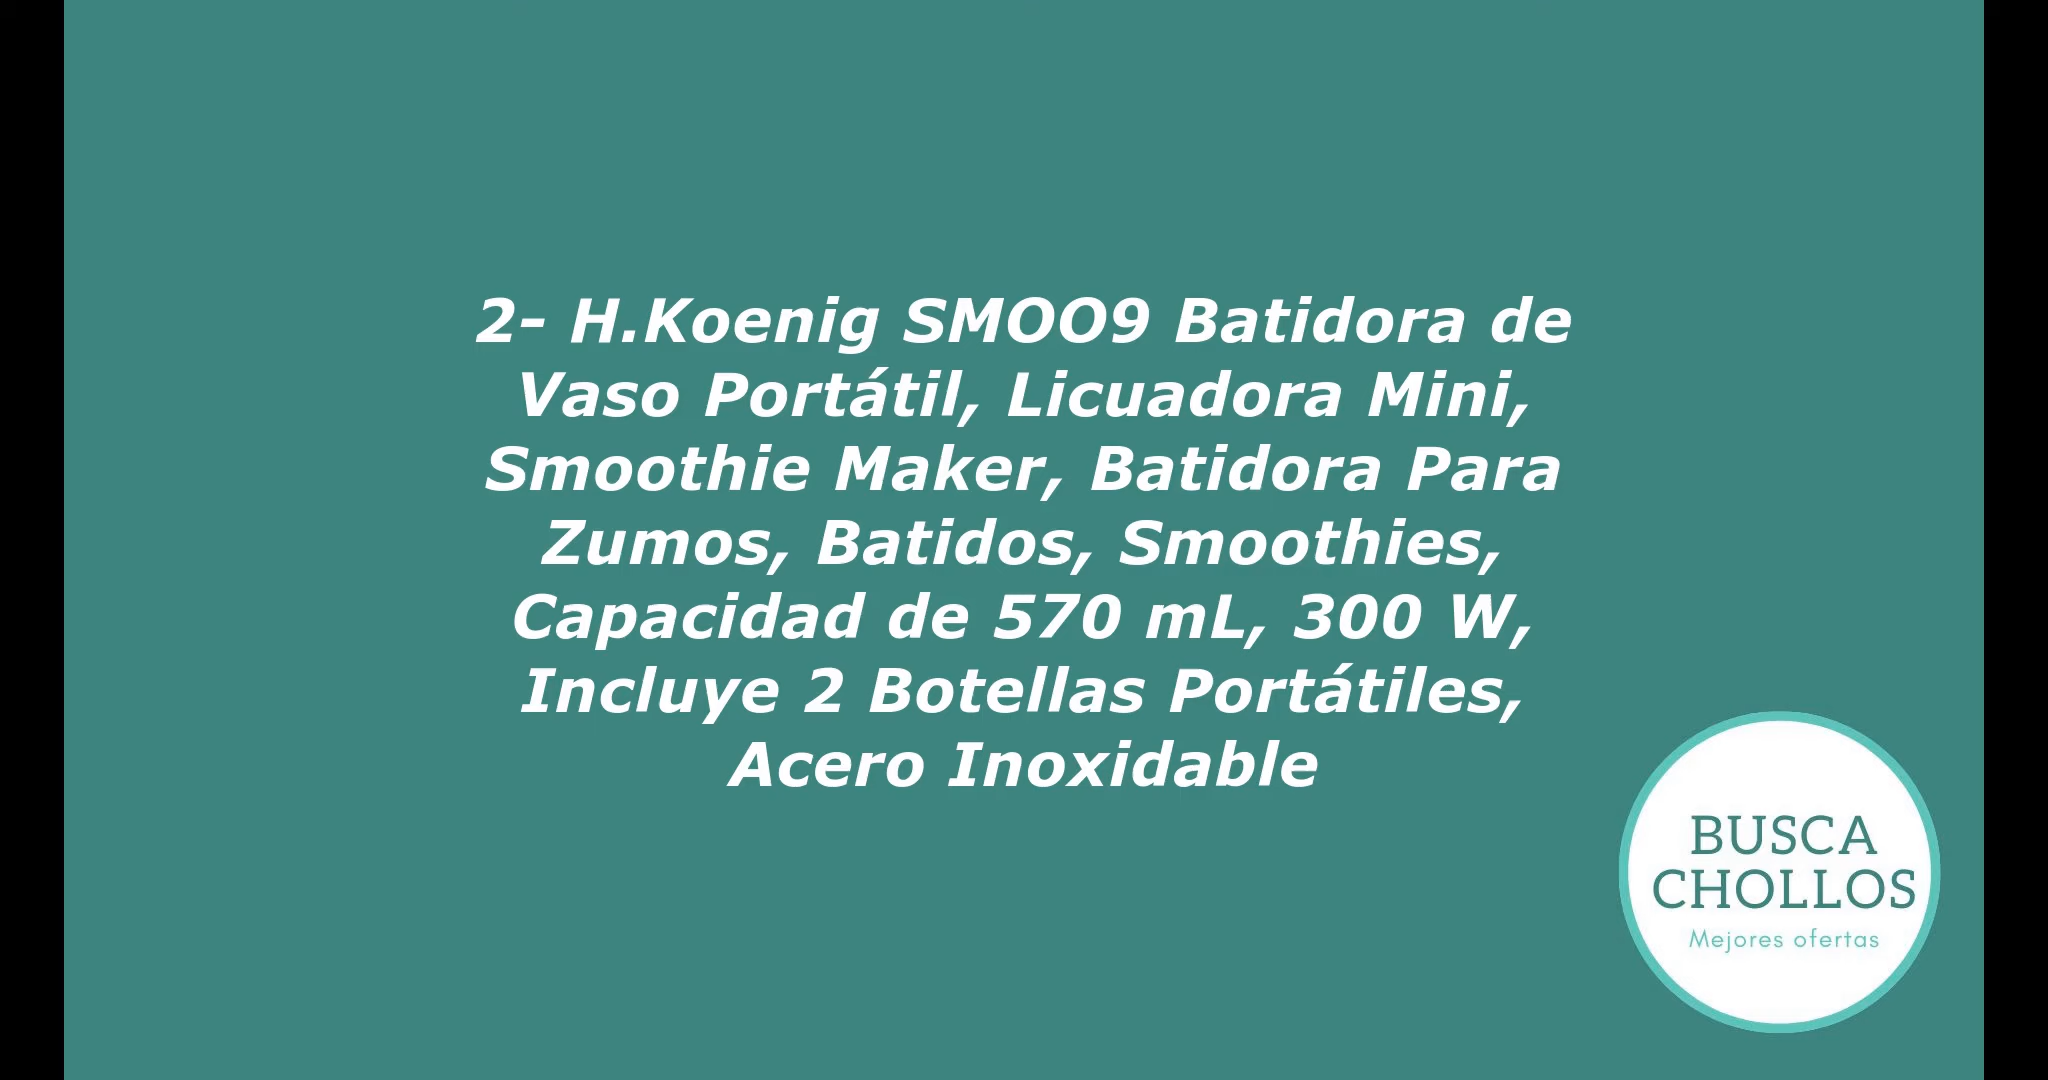 2- H.Koenig SMOO9 Batidora de
Vaso Portátil, Licuadora Mini,
Smoothie Maker, Batidora Para
Zumos, Batidos, Smoothies,
Capacidad de 570 mL, 300 W,
Incluye 2 Botellas Portátiles,
Acero Inoxidable
BUSCA
CHOLLOS
Mejores ofertas